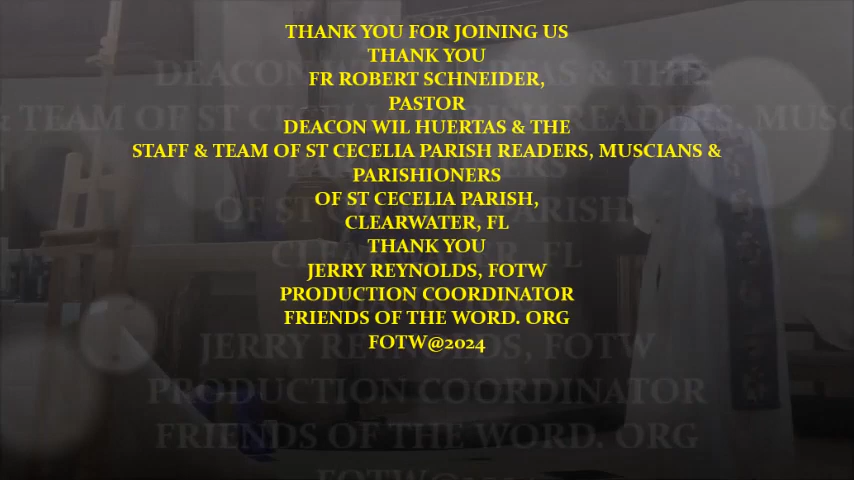 THANK YOU FOR JOINING US
THANK YOU
FR ROBERT SCHNEIDER,
PASTOR
DEACON WIL HUERTAS & THE
STAFF & TEAM OF ST CECELIA PARISH READERS, MUSCIANS &
PARISHIONERS
OF ST CECELIA PARISH,
CLEARWATER, FL
THANK YOU
JERRY REYNOLDS, FOTW
PRODUCTION COORDINATOR
FRIENDS OF THE WORD. ORG
FOTW@2024